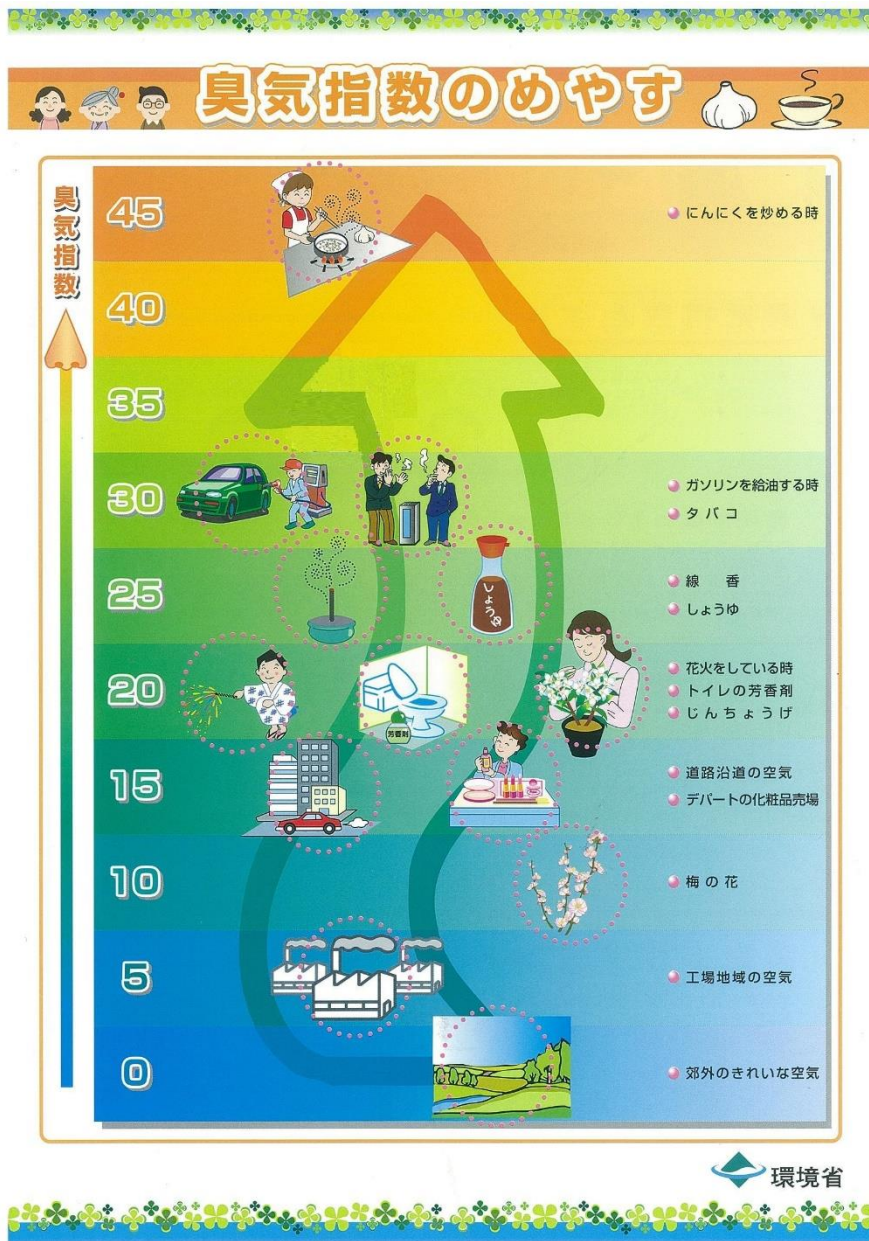 臭気指数のめやす
臭気指数
45
にんにくを炒める時
40
35
30
ガソリンを給油する時
タバコ
25
しょうゆ
線　香
しょうゆ
20
芳香剤
花火をしている時
トイレの芳香剤
じんちょうげ
15
道路沿道の空気
デパートの化粧品売場
10
梅の花
5
工場地域の空気
0
郊外のきれいな空気
環境省